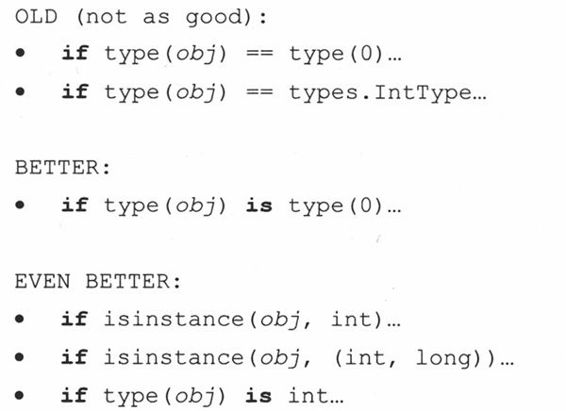 OLD (not as good):
• if type(obj) == type(0)…
• if type(obj) == types.IntType…
BETTER:
• if type(obj) is type(0)…
EVEN BETTER:
• if isinstance(obj, int)…
• if isinstance(obj, (int, long))…
• if type(obj) is int…